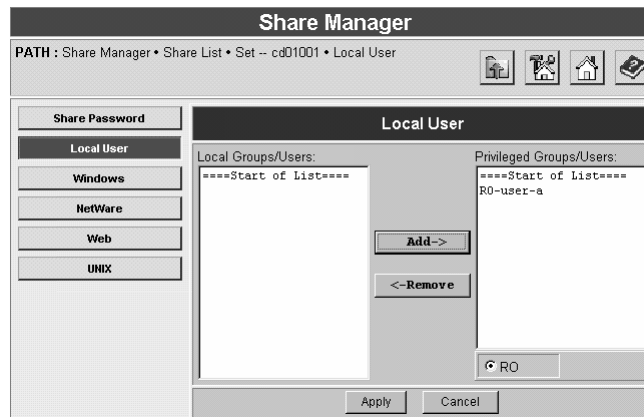 Share Manager
PATH : Share Manager • Share List • Set -- cd01001 • Local User
Share Password
Local User
Windows
NetWare
Web
UNIX
Local User
Local Groups/Users:
====Start of List====
Add->
<-Remove
Privileged Groups/Users:
====Start of List====
RO-user-a
RO
Apply
Cancel